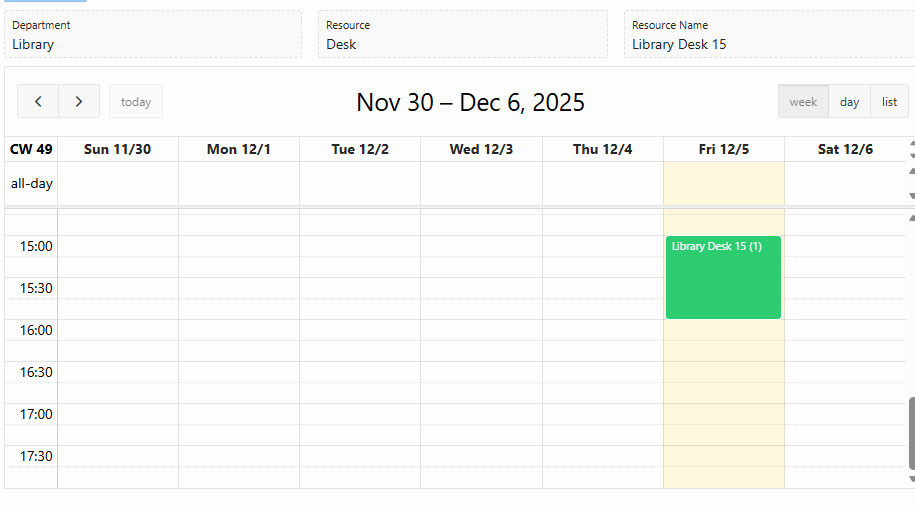 Department
Library
Resource
Desk
Resource Name
Library Desk 15
today
Nov 30 – Dec 6, 2025
week
day
list
CW 49
Sun 11/30
Mon 12/1
Tue 12/2
Wed 12/3
Thu 12/4
Fri 12/5
Sat 12/6
all-day
15:00
Library Desk 15 (1)
15:30
16:00
16:30
17:00
17:30